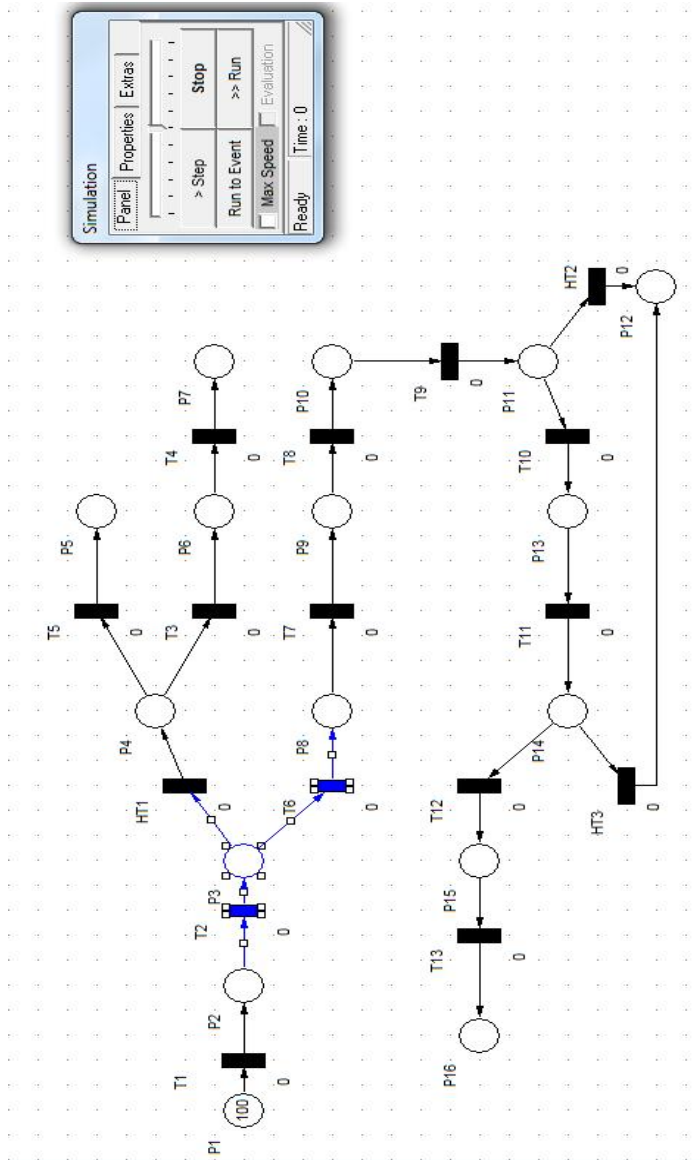 Simulation
Panel Properties Extras
> Step Stop
Run to Event >> Run
Max Speed Evaluation
Ready Time : 0
P1
100
T1
0
P2
T2
0
P3
HT1
0
T6
0
P4
T5
0
P5
T3
0
P6
T4
0
P7
P8
T7
0
P9
T8
0
P10
T9
0
P11
HT2
0
P12
T10
0
P13
T11
0
P14
HT3
0
T12
0
P15
T13
0
P16